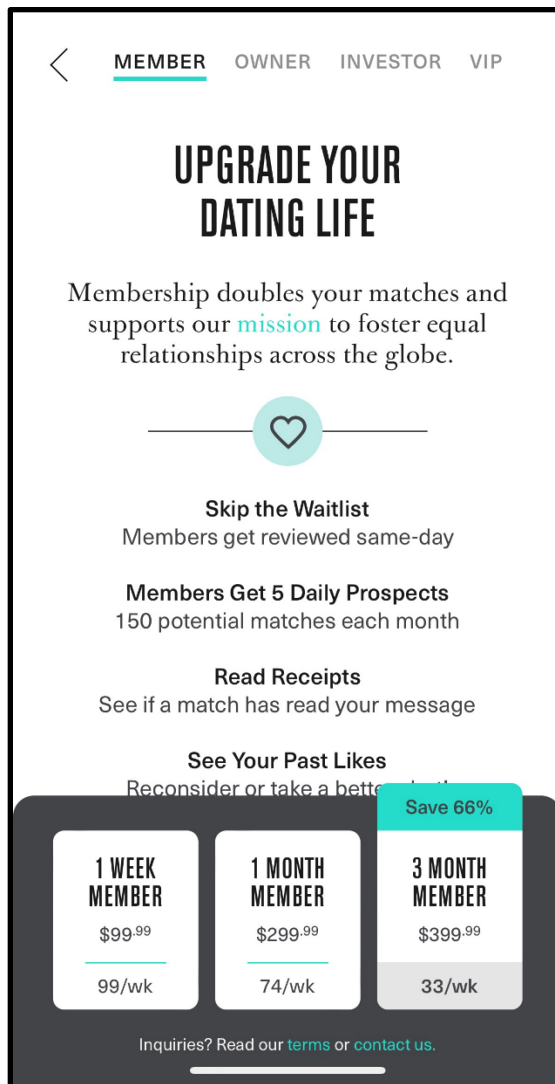 MEMBER OWNER INVESTOR VIP
UPGRADE YOUR
DATING LIFE
Membership doubles your matches and
supports our mission to foster equal
relationships across the globe.
Skip the Waitlist
Members get reviewed same-day
Members Get 5 Daily Prospects
150 potential matches each month
Read Receipts
See if a match has read your message
See Your Past Likes
Reconsider or take a
Save 66%
1 WEEK
MEMBER
$99.99
99/wk
1 MONTH
MEMBER
$299.99
74/wk
3 MONTH
MEMBER
$399.99
33/wk
Inquiries? Read our terms or contact us.